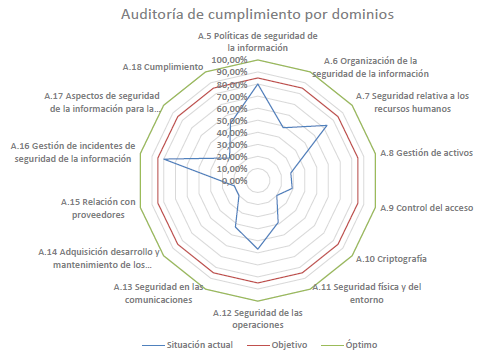 Auditoría de cumplimiento por dominios
A.5 Políticas de seguridad de
la información
A.6 Organización de la
seguridad de la información
A.7 Seguridad relativa a los
recursos humanos
A.8 Gestión de activos
A.9 Control del acceso
A.10 Criptografía
A.11 Seguridad física y del
entorno
A.12 Seguridad de las
operaciones
A.13 Seguridad en las
comunicaciones
A.14 Adquisición desarrollo y
mantenimiento de los...
A.15 Relación con
proveedores
A.16 Gestión de incidentes de
seguridad de la información
A.17 Aspectos de seguridad
de la información para la...
A.18 Cumplimiento
100,00%
90,00%
80,00%
70,00%
60,00%
50,00%
40,00%
30,00%
20,00%
10,00%
0,00%
Situación actual
Objetivo
Óptimo